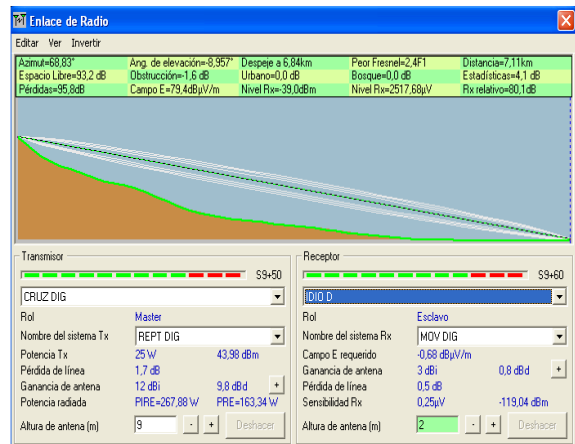 Enlace de Radio
Editar Ver Invertir
Azimut=68,83° Ang. de elevación=-8,957° Despeje a 6,84km Peor Fresnel=2,4F1 Distancia=7,11km
Espacio Libre=93,2 dB Obstrucción=-1,6 dB Urbano=0,0 dB Bosque=0,0 dB Estadísticas=4,1 dB
Pérdidas=95,8dB Campo E=79,4dBµV/m Nivel Rx=-39,0dBm Nivel Rx=2517,68µV Rx relativo=80,1dB
Transmisor
S9+50
CRUZ DIG
Rol Master
Nombre del sistema Tx REPT DIG
Potencia Tx 25 W 43,98 dBm
Pérdida de línea 1,7 dB
Ganancia de antena 12 dBi 9,8 dBd +
Potencia radiada PIRE=267,88 W PRE=163,34 W
Altura de antena (m) 9 - + Deshacer
Receptor
S9+60
IDIO D
Rol Esclavo
Nombre del sistema Rx MOV DIG
Campo E requerido -0,68 dBµV/m
Ganancia de antena 3 dBi 0,8 dBd +
Pérdida de línea 0,5 dB
Sensibilidad Rx 0,25µV -119,04 dBm
Altura de antena (m) 2 - + Deshacer